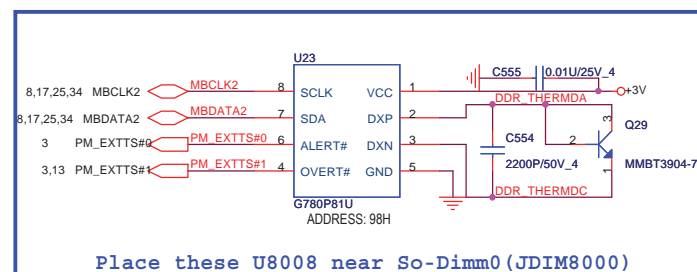 U23
C555 0.01U/25V_4
8,17,25,34 MBCLK2 MBCLK2 8 SCLK VCC 1 +3V
DDR_THERMDA
8,17,25,34 MBDATA2 MBDATA2 7 SDA DXP 2
3 Q29
3 PM_EXTTS#0 PM_EXTTS#0 6 ALERT# DXN 3 C554 2
2200P/50V_4 MMBT3904-7
3,13 PM_EXTTS#1 PM_EXTTS#1 4 OVERT# GND 5 1
DDR_THERMDC
G780P81U
ADDRESS: 98H
Place these U8008 near So-Dimm0(JDIM8000)